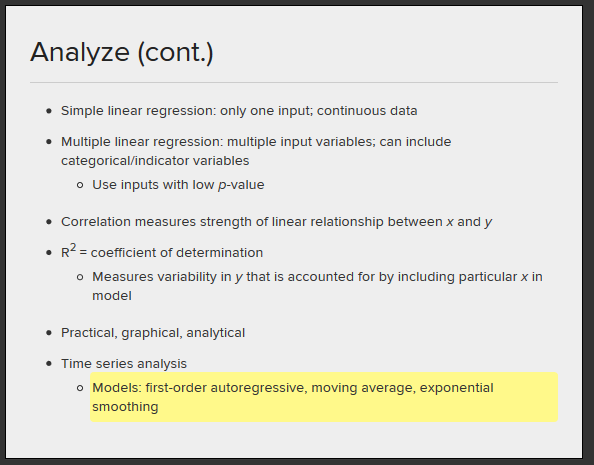 Analyze (cont.)
• Simple linear regression: only one input; continuous data
• Multiple linear regression: multiple input variables; can include
categorical/indicator variables
○ Use inputs with low p-value
• Correlation measures strength of linear relationship between x and y
• R² = coefficient of determination
○ Measures variability in y that is accounted for by including particular x in
model
• Practical, graphical, analytical
• Time series analysis
○ Models: first-order autoregressive, moving average, exponential
smoothing